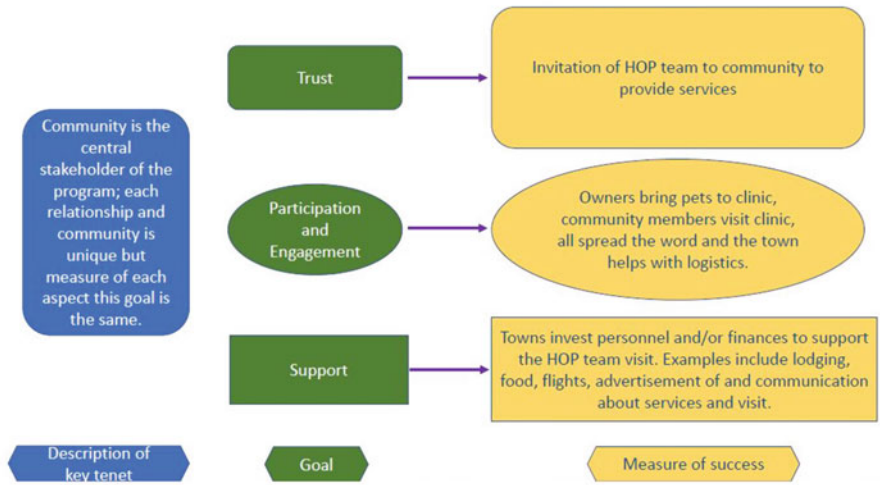 Community is the
central
stakeholder of the
program; each
relationship and
community is
unique but
measure of each
aspect this goal is
the same.
Trust
Invitation of HOP team to community to
provide services
Participation
and
Engagement
Owners bring pets to clinic,
community members visit clinic,
all spread the word and the town
helps with logistics.
Support
Towns invest personnel and/or finances to support
the HOP team visit. Examples include lodging,
food, flights, advertisement of and communication
about services and visit.
Description of
key tenet
Goal
Measure of success